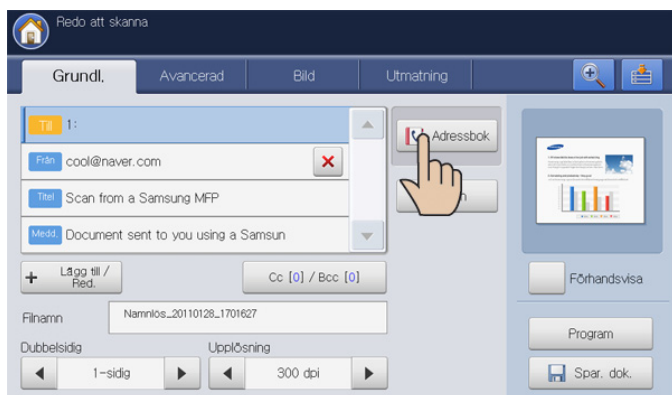 Redo att skanna
Grundl.
Avancerad
Bild
Utmatning
Till 1:
Från cool@naver.com
Titel Scan from a Samsung MFP
Medd. Document sent to you using a Samsun
Adressbok
n
+ Lägg till /
Red.
Cc [0] / Bcc [0]
Filnamn
Namnlös_20110128_1701627
Dubbelsidig
Upplösning
1-sidig
300 dpi
Förhandsvisa
Program
Spar. dok.